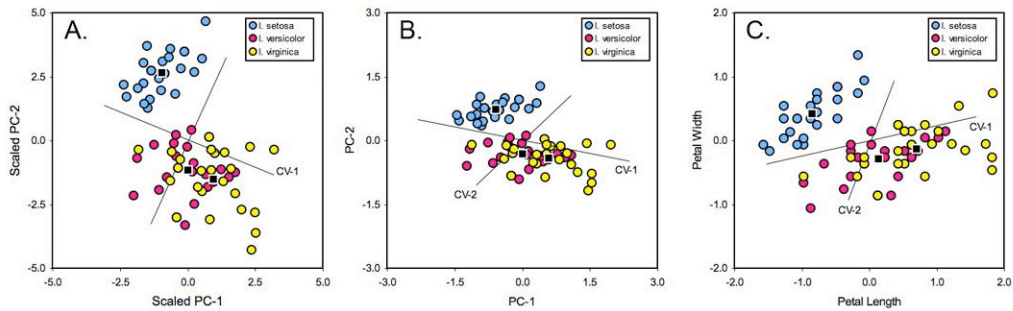 A.
I. setosa
I. versicolor
I. virginica
5.0
2.5
0.0
-2.5
-5.0
Scaled PC-2
CV-1
-5.0 -2.5 0.0 2.5 5.0
Scaled PC-1
B.
I. setosa
I. versicolor
I. virginica
3.0
1.5
0.0
-1.5
-3.0
PC-2
CV-1
CV-2
-3.0 -1.5 0.0 1.5 3.0
PC-1
C.
I. setosa
I. versicolor
I. virginica
2.0
1.0
0.0
-1.0
-2.0
Petal Width
CV-1
CV-2
-2.0 -1.0 0.0 1.0 2.0
Petal Length